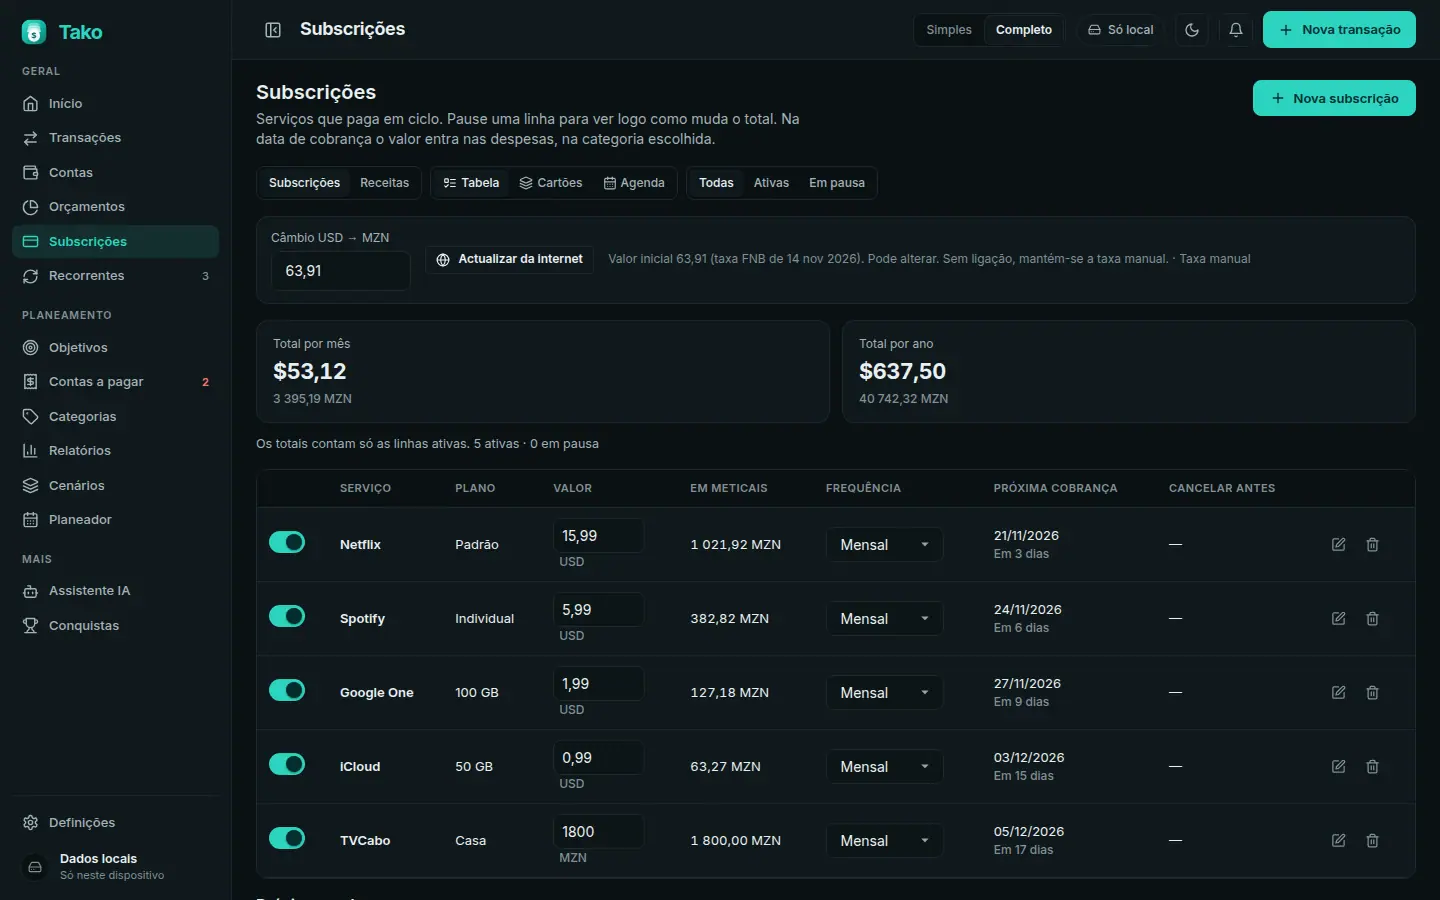 Tako
GERAL
Início
Transações
Contas
Orçamentos
Subscrições
Recorrentes 3
PLANEAMENTO
Objetivos
Contas a pagar 2
Categorias
Relatórios
Cenários
Planeador
MAIS
Assistente IA
Conquistas
Definições
Dados locais
Só neste dispositivo
Subscrições
Simples Completo Só local Nova transação
Subscrições
Serviços que paga em ciclo. Pause uma linha para ver logo como muda o total. Na
data de cobrança o valor entra nas despesas, na categoria escolhida.
Nova subscrição
Subscrições Receitas Tabela Cartões Agenda Todas Ativas Em pausa
Câmbio USD → MZN
63,91 Actualizar da internet Valor inicial 63,91 (taxa FNB de 14 nov 2026). Pode alterar. Sem ligação, mantém-se a taxa manual. · Taxa manual
Total por mês
$53,12
3 395,19 MZN
Total por ano
$637,50
40 742,32 MZN
Os totais contam só as linhas ativas. 5 ativas · 0 em pausa
SERVIÇO PLANO VALOR EM METICAIS FREQUÊNCIA PRÓXIMA COBRANÇA CANCELAR ANTES
Netflix Padrão 15,99 USD 1 021,92 MZN Mensal 21/11/2026 Em 3 dias —
Spotify Individual 5,99 USD 382,82 MZN Mensal 24/11/2026 Em 6 dias —
Google One 100 GB 1,99 USD 127,18 MZN Mensal 27/11/2026 Em 9 dias —
iCloud 50 GB 0,99 USD 63,27 MZN Mensal 03/12/2026 Em 15 dias —
TVCabo Casa 1800 MZN 1 800,00 MZN Mensal 05/12/2026 Em 17 dias —